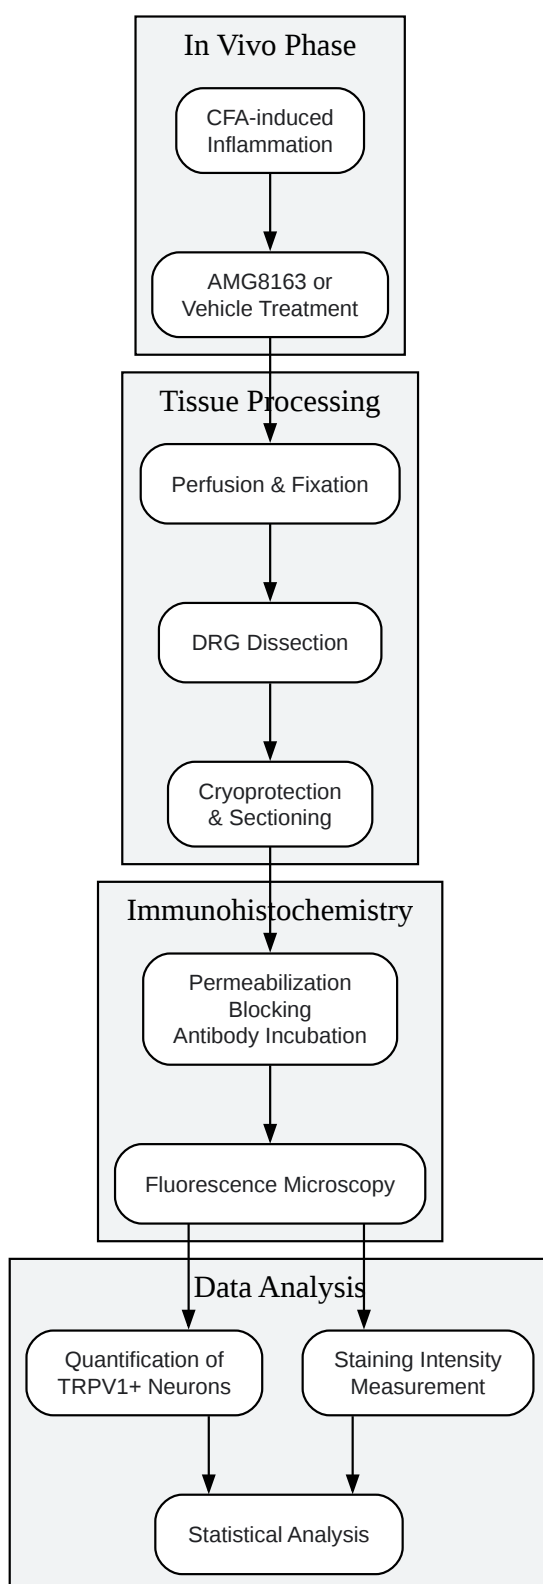 In Vivo Phase
CFA-induced
Inflammation
AMG8163 or
Vehicle Treatment
Tissue Processing
Perfusion & Fixation
DRG Dissection
Cryoprotection
& Sectioning
Immunohistochemistry
Permeabilization
Blocking
Antibody Incubation
Fluorescence Microscopy
Data Analysis
Quantification of
TRPV1+ Neurons
Staining Intensity
Measurement
Statistical Analysis